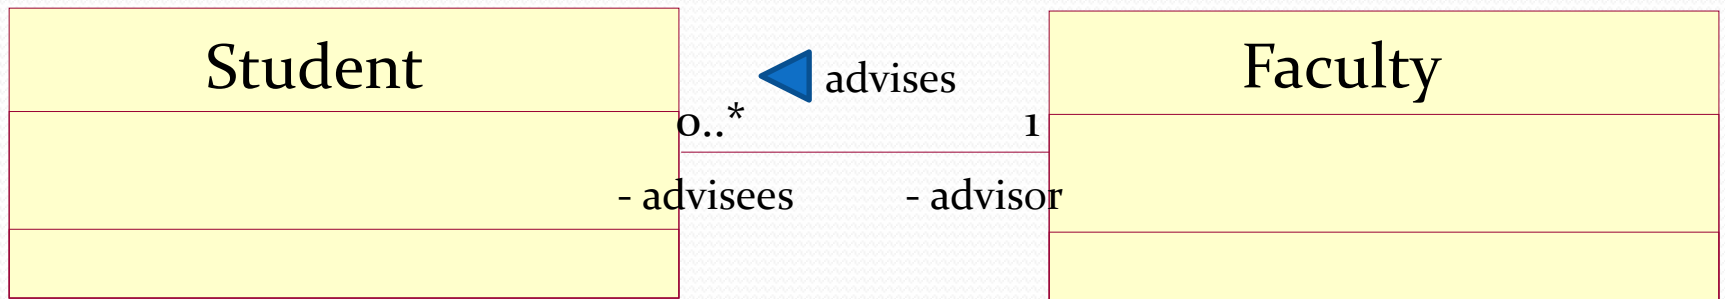 Student
Faculty
advises
0..*
1
- advisees
- advisor